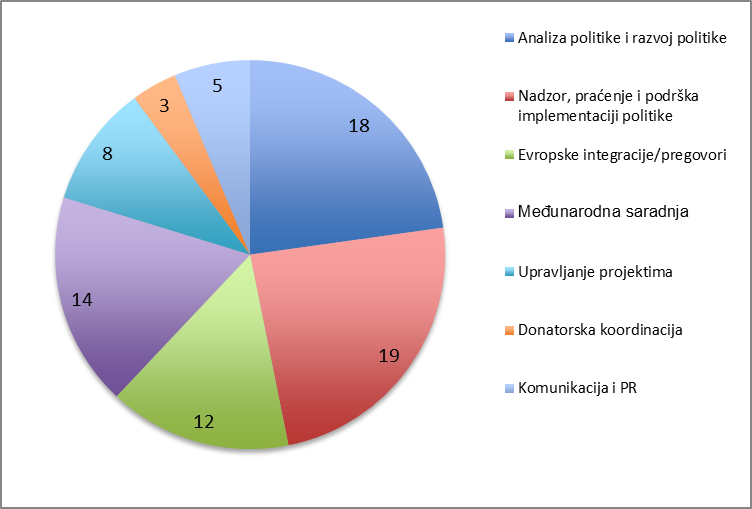 18
19
12
14
8
3
5
Analiza politike i razvoj politike
Nadzor, praćenje i podrška
implementaciji politike
Evropske integracije/pregovori
Međunarodna saradnja
Upravljanje projektima
Donatorska koordinacija
Komunikacija i PR